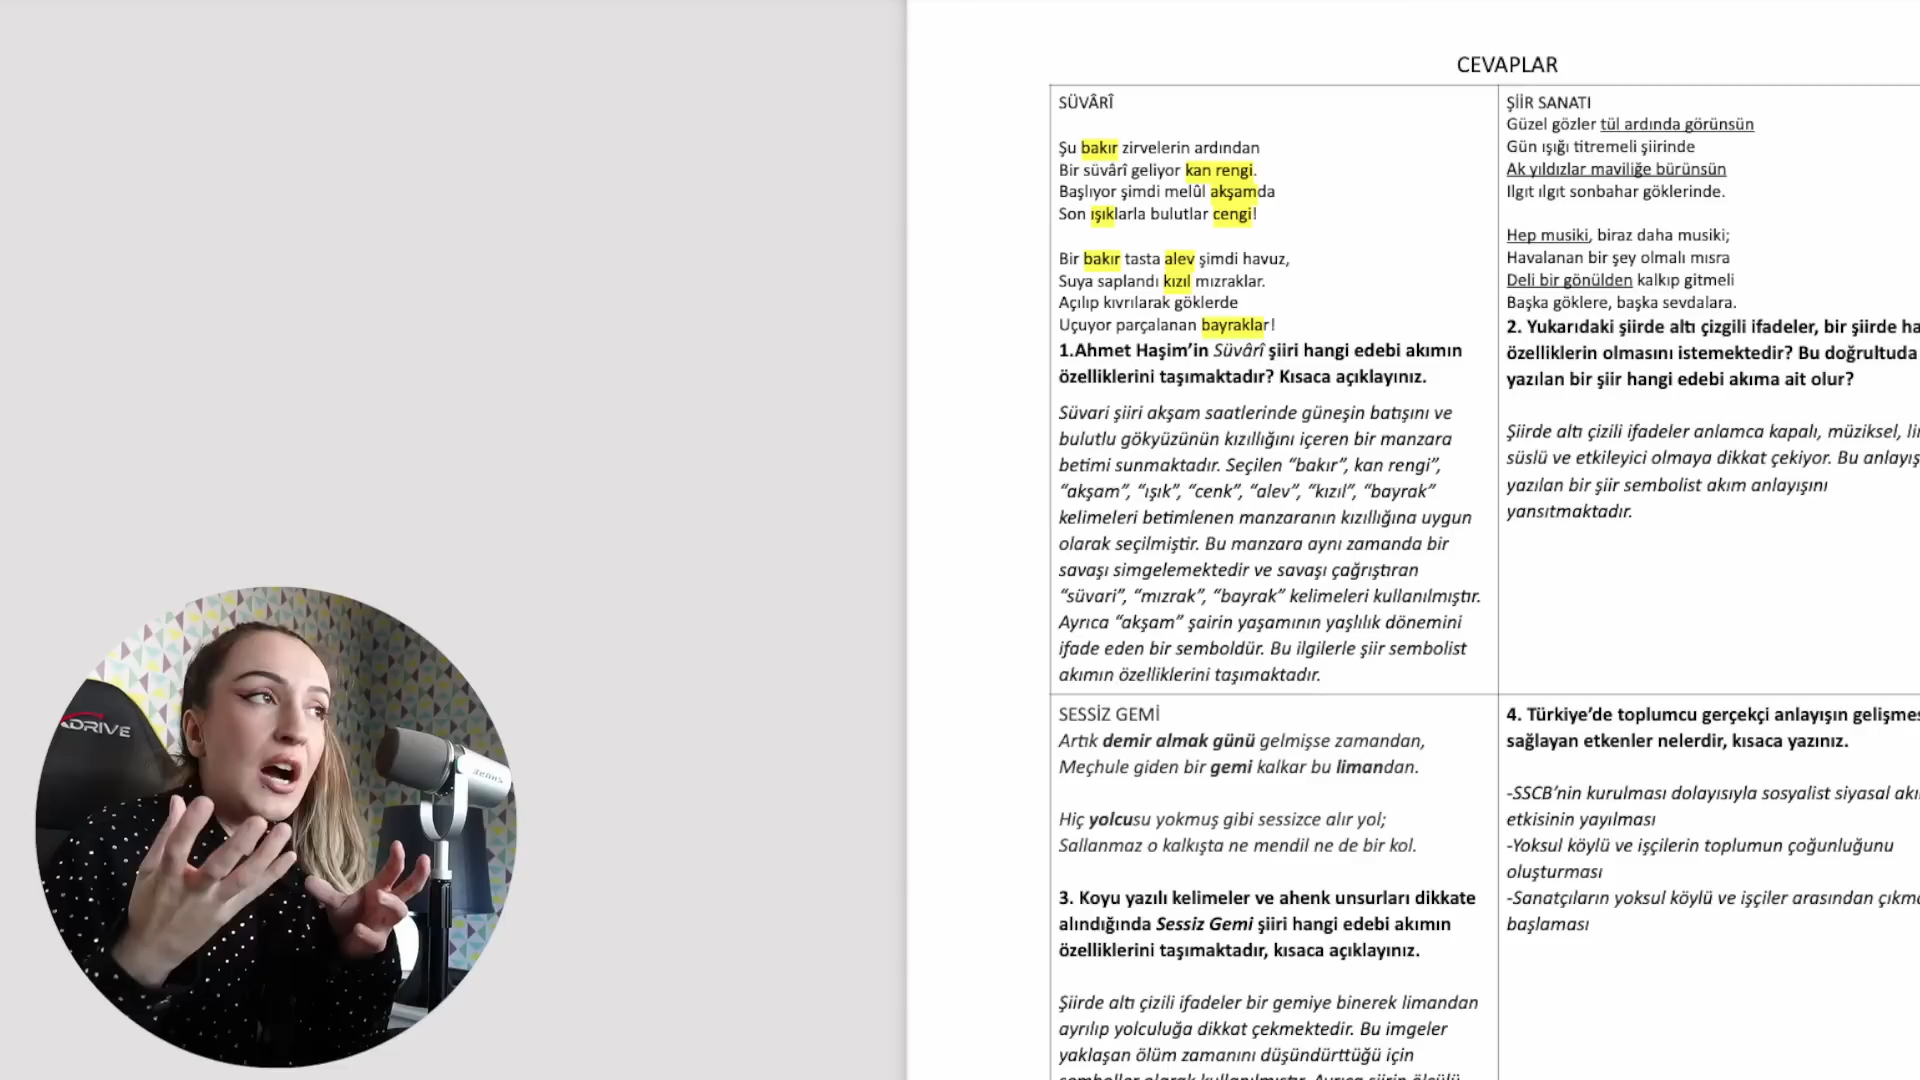 CEVAPLAR
SÜVÂRÎ
Şu bakır zirvelerin ardından
Bir süvârî geliyor kan rengi.
Başlıyor şimdi melûl akşamda
Son ışıklarla bulutlar cengi!
Bir bakır tasta alev şimdi havuz,
Suya saplandı kızıl mızraklar.
Açılıp kıvrılarak göklerde
Uçuyor parçalanan bayraklar!
1.Ahmet Haşim’in Süvârî şiiri hangi edebi akımın
özelliklerini taşımaktadır? Kısaca açıklayınız.
Süvari şiiri akşam saatlerinde güneşin batışını ve
bulutlu gökyüzünün kızıllığını içeren bir manzara
betimi sunmaktadır. Seçilen “bakır”, kan rengi”,
“akşam”, “ışık”, “cenk”, “alev”, “kızıl”, “bayrak”
kelimeleri betimlenen manzaranın kızıllığına uygun
olarak seçilmiştir. Bu manzara aynı zamanda bir
savaşı simgelemektedir ve savaşı çağrıştıran
“süvari”, “mızrak”, “bayrak” kelimeleri kullanılmıştır.
Ayrıca “akşam” şairin yaşamının yaşlılık dönemini
ifade eden bir semboldür. Bu ilgilerle şiir sembolist
akımın özelliklerini taşımaktadır.
ŞİİR SANATI
Güzel gözler tül ardında görünsün
Gün ışığı titremeli şiirinde
Ak yıldızlar maviliğe bürünsün
Ilgıt ılgıt sonbahar göklerinde.
Hep musiki, biraz daha musiki;
Havalanan bir şey olmalı mısra
Deli bir gönülden kalkıp gitmeli
Başka göklere, başka sevdalara.
2. Yukarıdaki şiirde altı çizgili ifadeler, bir şiirde ha
özelliklerin olmasını istemektedir? Bu doğrultuda
yazılan bir şiir hangi edebi akıma ait olur?
Şiirde altı çizili ifadeler anlamca kapalı, müziksel, li
süslü ve etkileyici olmaya dikkat çekiyor. Bu anlayış
yazılan bir şiir sembolist akım anlayışını
yansıtmaktadır.
SESSİZ GEMİ
Artık demir almak günü gelmişse zamandan,
Meçhule giden bir gemi kalkar bu limandan.
Hiç yolcusu yokmuş gibi sessizce alır yol;
Sallanmaz o kalkışta ne mendil ne de bir kol.
3. Koyu yazılı kelimeler ve ahenk unsurları dikkate
alındığında Sessiz Gemi şiiri hangi edebi akımın
özelliklerini taşımaktadır, kısaca açıklayınız.
Şiirde altı çizili ifadeler bir gemiye binerek limandan
ayrılıp yolculuğa dikkat çekmektedir. Bu imgeler
yaklaşan ölüm zamanını düşündürttüğü için
4. Türkiye’de toplumcu gerçekçi anlayışın gelişmes
sağlayan etkenler nelerdir, kısaca yazınız.
-SSCB’nin kurulması dolayısıyla sosyalist siyasal akı
etkisinin yayılması
-Yoksul köylü ve işçilerin toplumun çoğunluğunu
oluşturması
-Sanatçıların yoksul köylü ve işçiler arasından çıkma
başlaması
DRIVE